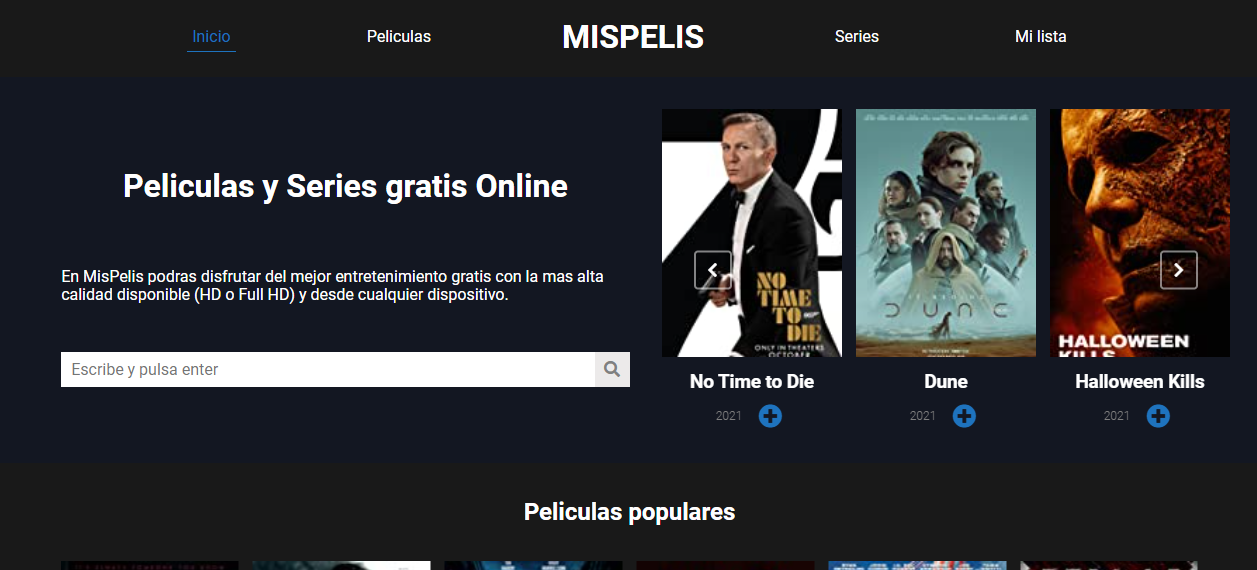 Inicio
Peliculas
MISPELIS
Series
Mi lista
Peliculas y Series gratis Online
En MisPelis podras disfrutar del mejor entretenimiento gratis con la mas alta
calidad disponible (HD o Full HD) y desde cualquier dispositivo.
Escribe y pulsa enter
NO
TIME
TO
DIE
007
ONLY IN THEATERS
OCTOBER
DUNE
HALLOWEEN
KILLS
No Time to Die
Dune
Halloween Kills
2021
2021
2021
Peliculas populares